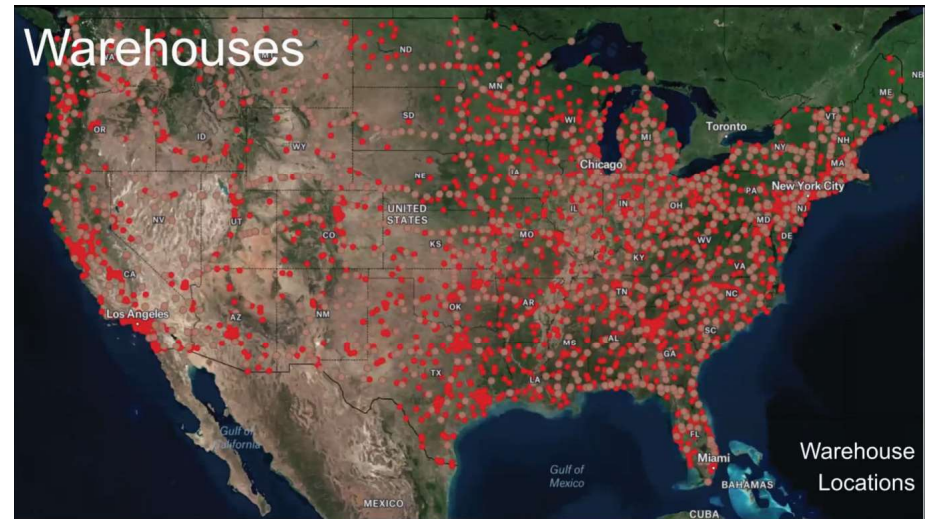 Warehouses
ND
MN
OR
ID
SD
WI
MI
Toronto
VT
ME
NB
NH
WY
NY
MA
Chicago
NE
IA
New York City
PA
NJ
UNITED
STATES
NV
UT
CO
IL
IN
OH
MD
DE
KS
MO
WV
KY
VA
CA
Los Angeles
AZ
NM
OK
AR
TN
NC
SC
MS
AL
GA
TX
LA
Gulf of
California
FL
Miami
Gulf of
Mexico
BAHAMAS
MEXICO
CUBA
Warehouse
Locations